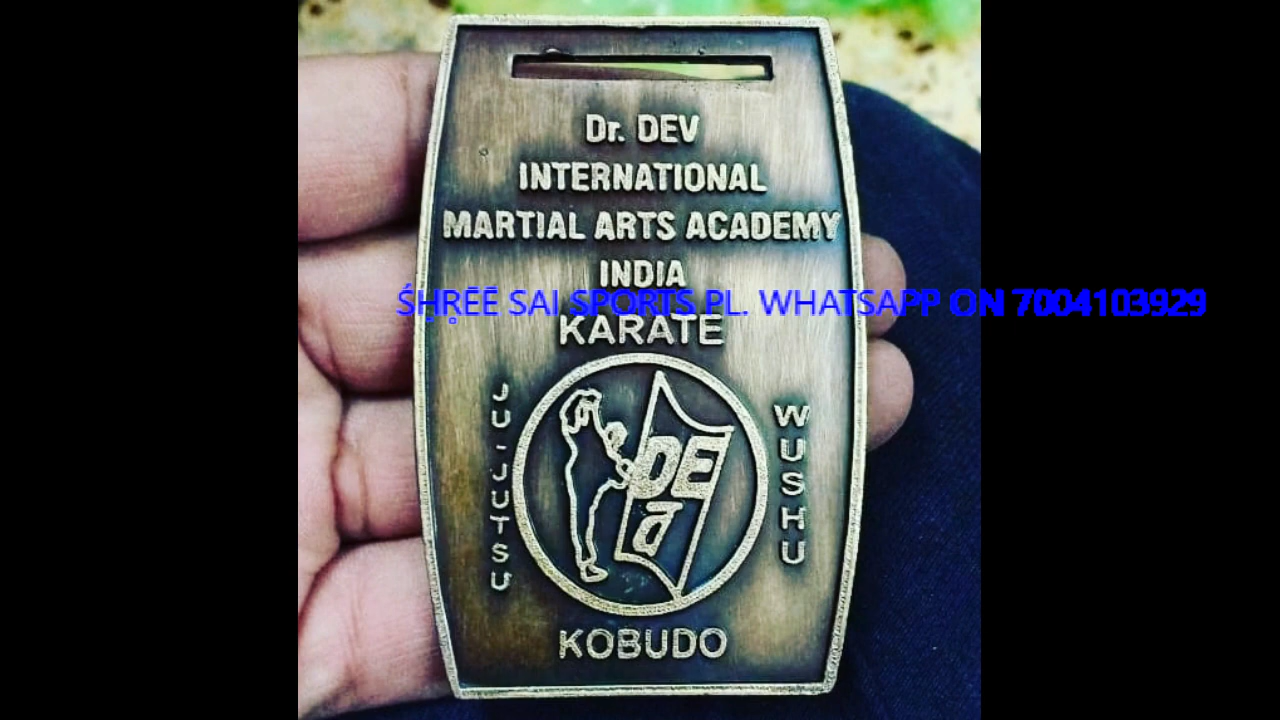 Dr. DEV
INTERNATIONAL
MARTIAL ARTS ACADEMY
INDIA
ŚḤṚĒĒ SAI SPORTS PL. WHATSAPP ON 7004103929
KARATE
JU-JUTSU
WUSHU
DE
a
KOBUDO